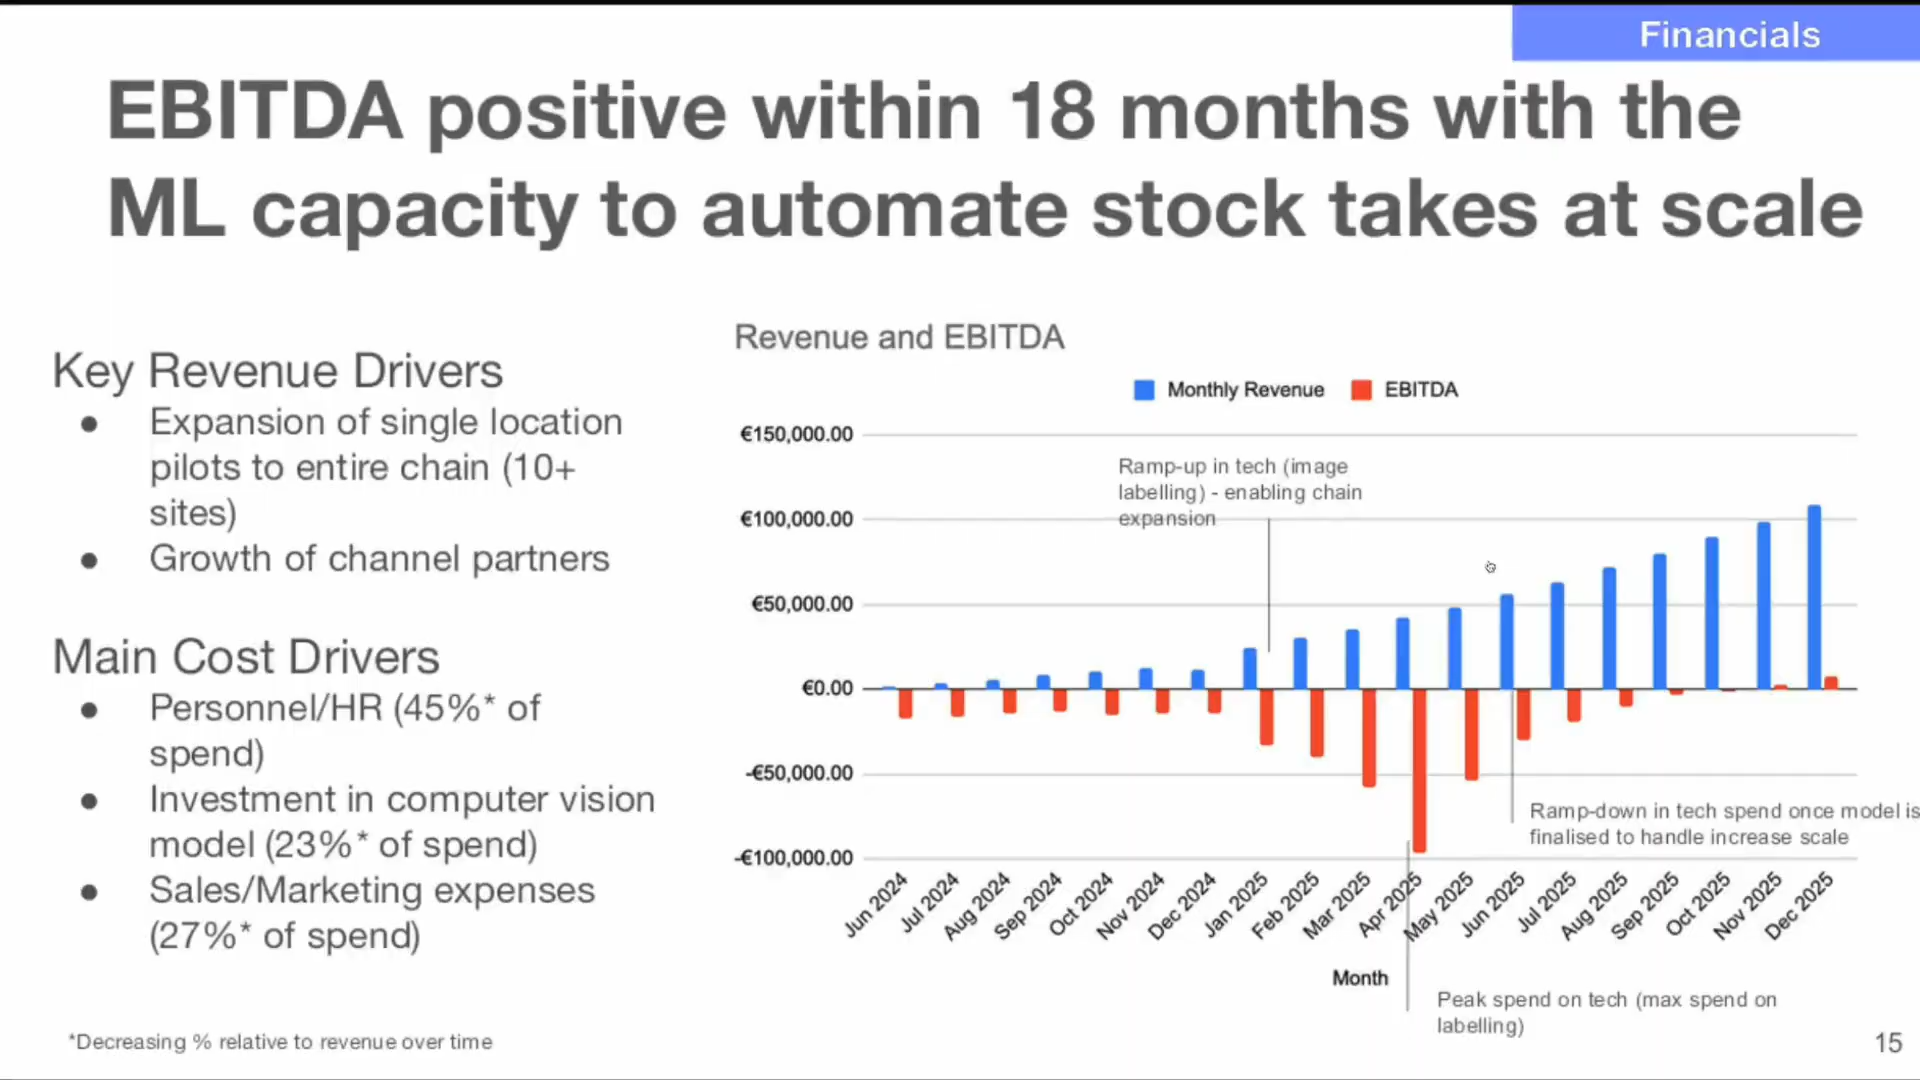 Financials
EBITDA positive within 18 months with the
ML capacity to automate stock takes at scale
Key Revenue Drivers
● Expansion of single location
pilots to entire chain (10+
sites)
● Growth of channel partners
Main Cost Drivers
● Personnel/HR (45%* of
spend)
● Investment in computer vision
model (23%* of spend)
● Sales/Marketing expenses
(27%* of spend)
*Decreasing % relative to revenue over time
Revenue and EBITDA
Monthly Revenue
EBITDA
€150,000.00
€100,000.00
€50,000.00
€0.00
-€50,000.00
-€100,000.00
Ramp-up in tech (image
labelling) - enabling chain
expansion
Ramp-down in tech spend once model is
finalised to handle increase scale
Jun 2024
Jul 2024
Aug 2024
Sep 2024
Oct 2024
Nov 2024
Dec 2024
Jan 2025
Feb 2025
Mar 2025
Apr 2025
May 2025
Jun 2025
Jul 2025
Aug 2025
Sep 2025
Oct 2025
Nov 2025
Dec 2025
Month
Peak spend on tech (max spend on
labelling)
15